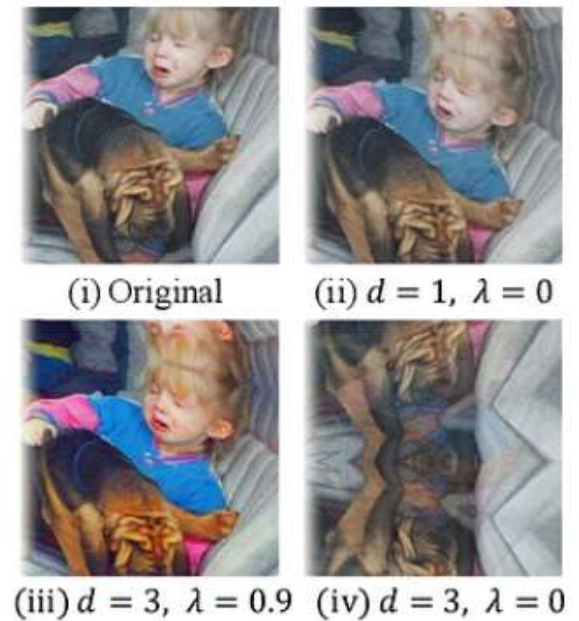 (i) Original
(ii) d = 1, λ = 0
(iii) d = 3, λ = 0.9
(iv) d = 3, λ = 0